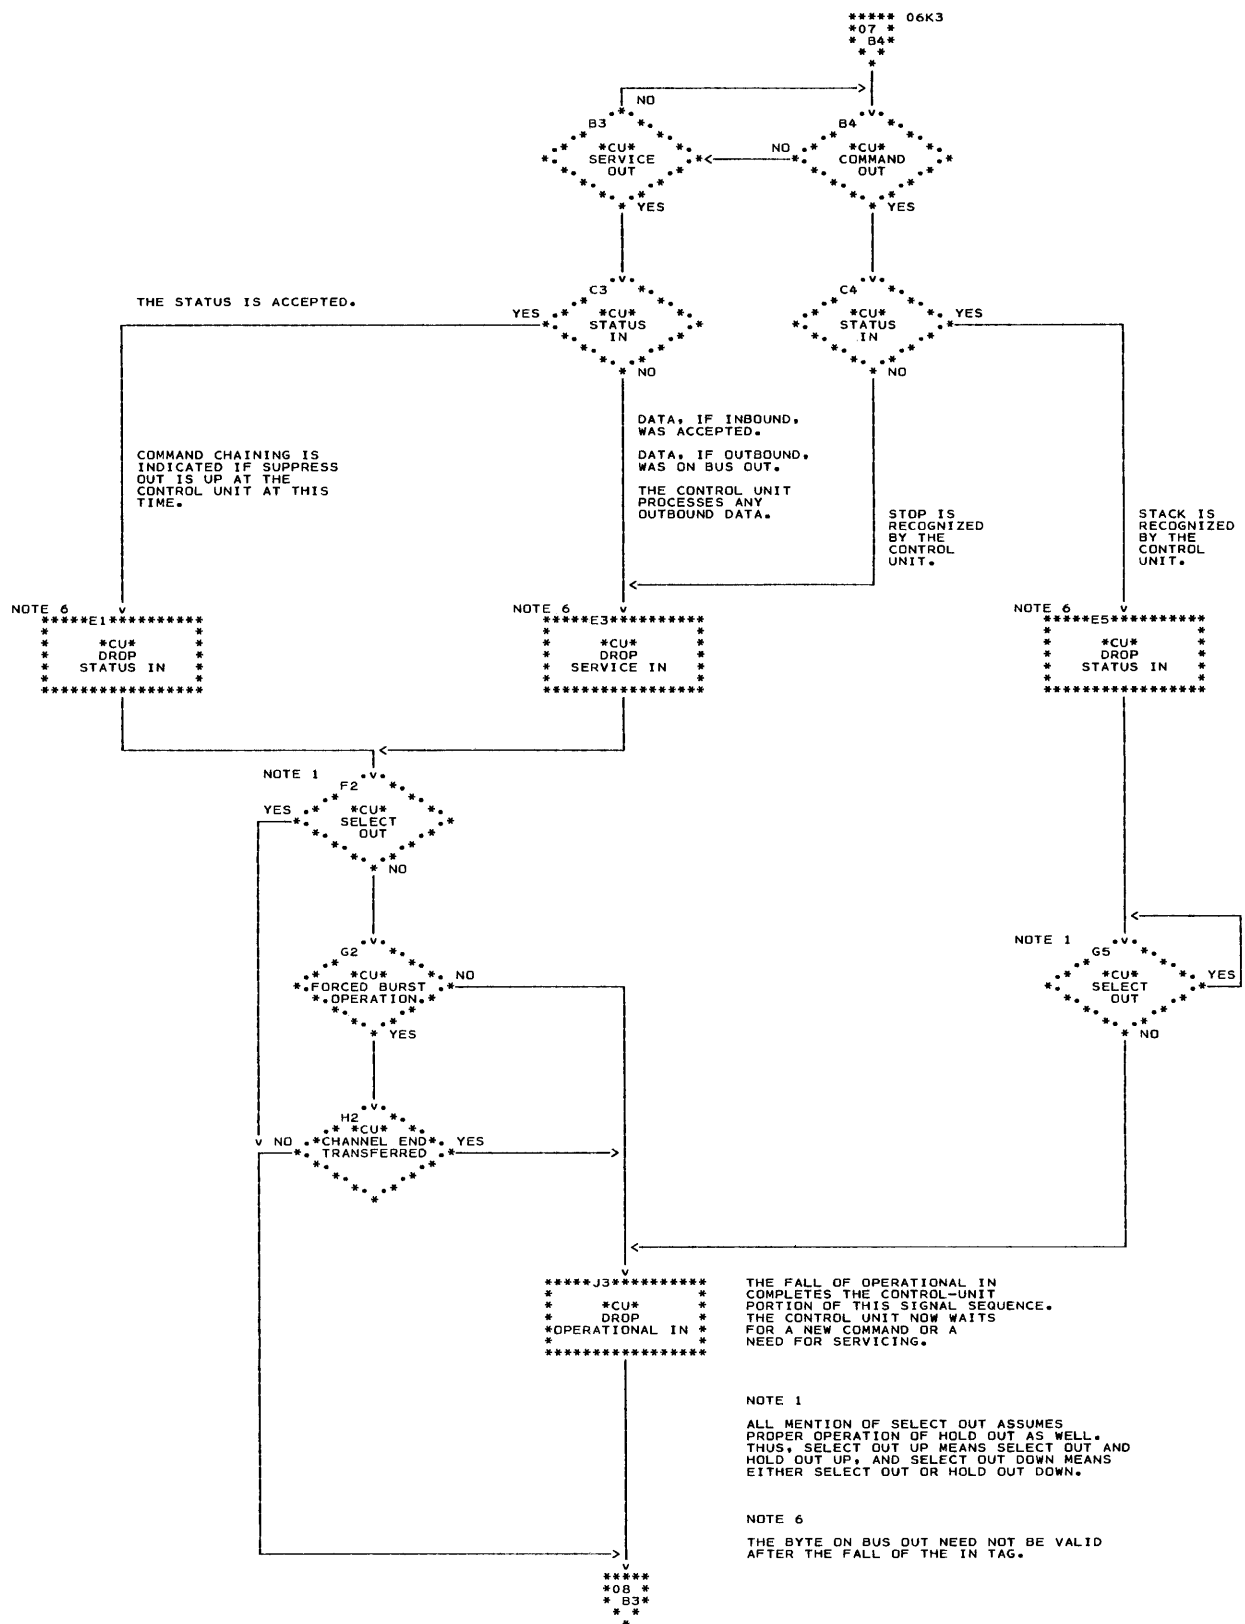 ***** 06K3
*07 *
* B4*
NO
B3
*CU*
SERVICE
OUT
YES
NO
B4
*CU*
COMMAND
OUT
YES
THE STATUS IS ACCEPTED.
YES
C3
*CU*
STATUS
IN
NO
C4
*CU*
STATUS
IN
YES
NO
COMMAND CHAINING IS
INDICATED IF SUPPRESS
OUT IS UP AT THE
CONTROL UNIT AT THIS
TIME.
DATA, IF INBOUND,
WAS ACCEPTED.
DATA, IF OUTBOUND,
WAS ON BUS OUT.
THE CONTROL UNIT
PROCESSES ANY
OUTBOUND DATA.
STOP IS
RECOGNIZED
BY THE
CONTROL
UNIT.
STACK IS
RECOGNIZED
BY THE
CONTROL
UNIT.
NOTE 6
*****E1**********
*CU*
DROP
STATUS IN
NOTE 6
*****E3**********
*CU*
DROP
SERVICE IN
NOTE 6
*****E5**********
*CU*
DROP
STATUS IN
NOTE 1
F2
YES
*CU*
SELECT
OUT
NO
G2
*CU*
FORCED BURST
OPERATION
NO
YES
NOTE 1
G5
*CU*
SELECT
OUT
YES
NO
H2
NO
*CU*
*CHANNEL END*
TRANSFERRED
YES
*****J3**********
*CU*
DROP
*OPERATIONAL IN *
THE FALL OF OPERATIONAL IN
COMPLETES THE CONTROL-UNIT
PORTION OF THIS SIGNAL SEQUENCE.
THE CONTROL UNIT NOW WAITS
FOR A NEW COMMAND OR A
NEED FOR SERVICING.
NOTE 1
ALL MENTION OF SELECT OUT ASSUMES
PROPER OPERATION OF HOLD OUT AS WELL.
THUS, SELECT OUT UP MEANS SELECT OUT AND
HOLD OUT UP, AND SELECT OUT DOWN MEANS
EITHER SELECT OUT OR HOLD OUT DOWN.
NOTE 6
THE BYTE ON BUS OUT NEED NOT BE VALID
AFTER THE FALL OF THE IN TAG.
*****
*08 *
* B3*